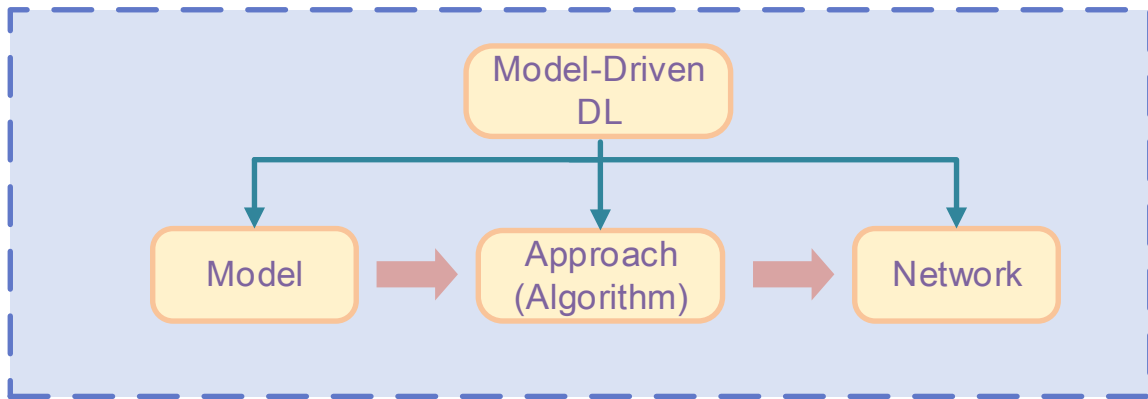 Model-Driven
DL
Model
Approach
(Algorithm)
Network